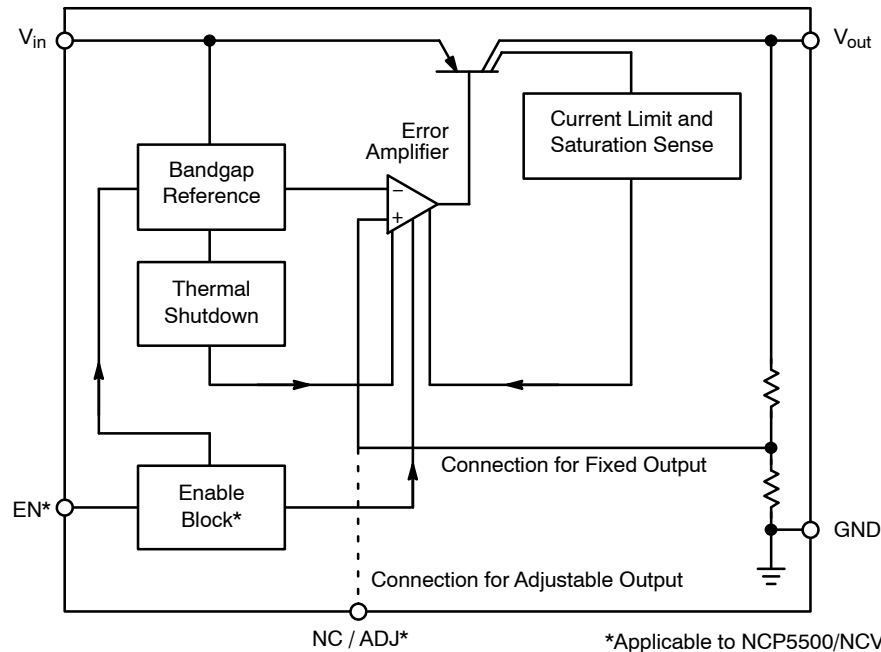 Vin
Vout
Current Limit and
Saturation Sense
Error
Amplifier
Bandgap
Reference
−
+
Thermal
Shutdown
Connection for Fixed Output
EN*
Enable
Block*
GND
Connection for Adjustable Output
NC / ADJ*
*Applicable to NCP5500/NCV